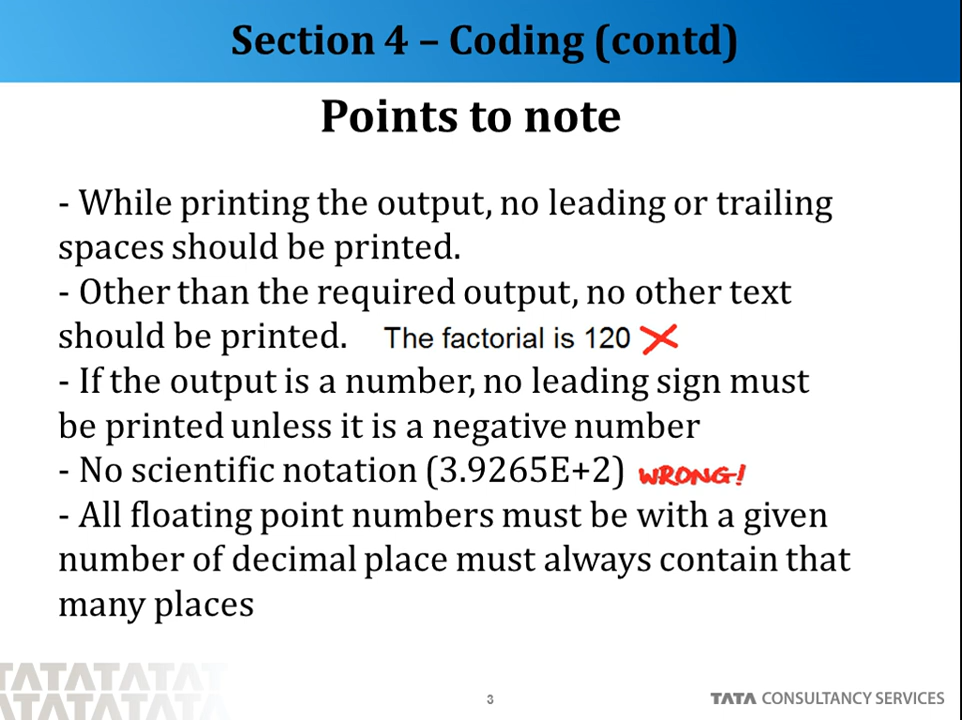 Section 4 – Coding (contd)
Points to note
- While printing the output, no leading or trailing
spaces should be printed.
- Other than the required output, no other text
should be printed. The factorial is 120
- If the output is a number, no leading sign must
be printed unless it is a negative number
- No scientific notation (3.9265E+2) WRONG!
- All floating point numbers must be with a given
number of decimal place must always contain that
many places
TATATATATATA
ATATATATATATA
3
TATA CONSULTANCY SERVICES